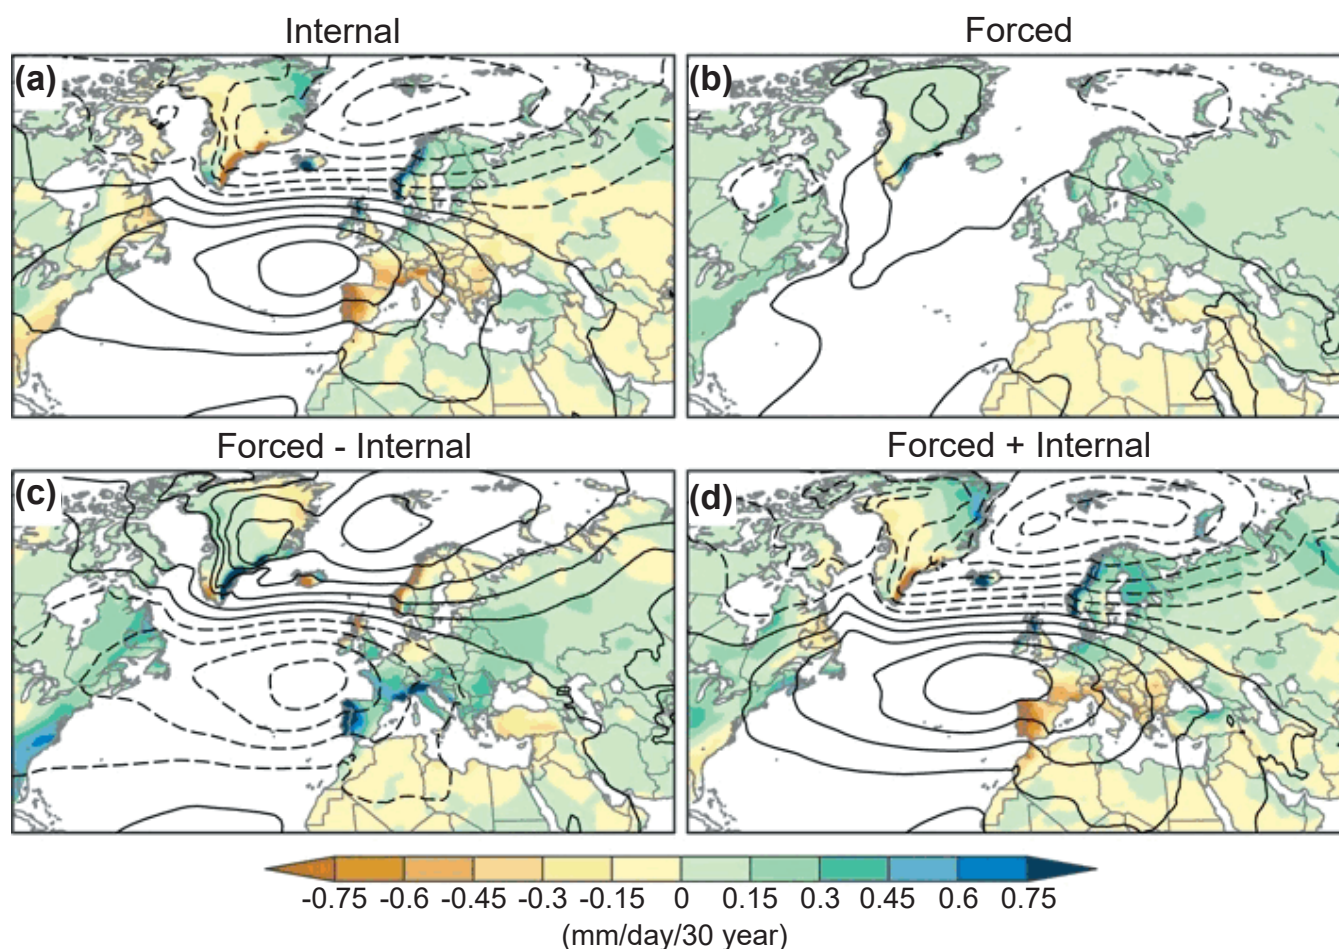 Internal
Forced
(a)
(b)
Forced - Internal
Forced + Internal
(c)
(d)
-0.75 -0.6 -0.45 -0.3 -0.15 0 0.15 0.3 0.45 0.6 0.75
(mm/day/30 year)